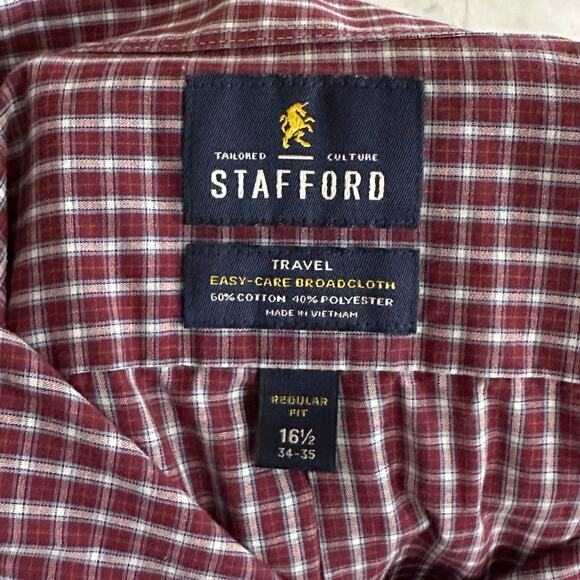 TAILORED CULTURE
STAFFORD
TRAVEL
EASY-CARE BROADCLOTH
60% COTTON 40% POLYESTER
MADE IN VIETNAM
REGULAR
FIT
16½
34-35